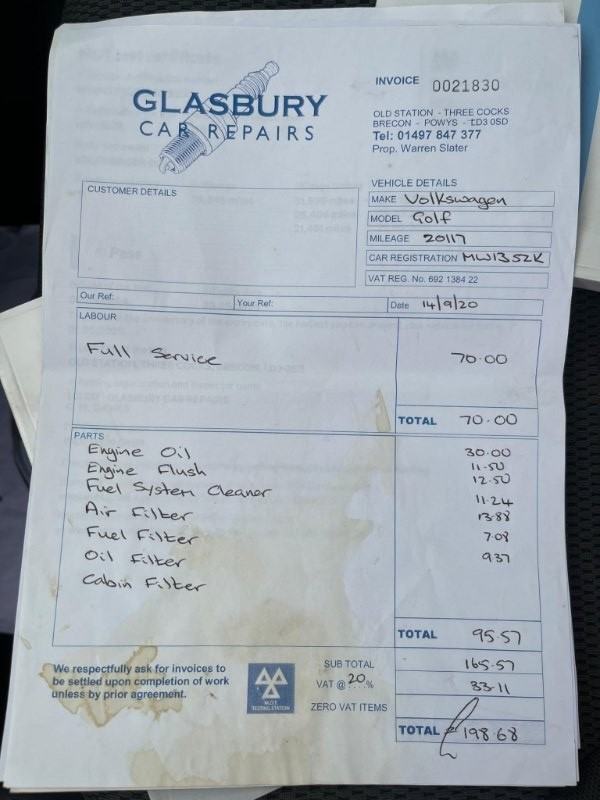 GLASBURY
CAR REPAIRS
INVOICE 0021830
OLD STATION - THREE COCKS
BRECON - POWYS - LD3 0SD
Tel: 01497 847 377
Prop. Warren Slater
CUSTOMER DETAILS
VEHICLE DETAILS
MAKE Volkswagen
MODEL Golf
MILEAGE 20117
CAR REGISTRATION MW13 SZK
VAT REG. No. 692 1384 22
Our Ref: Your Ref: Date 14/9/20
LABOUR
Full Service 70.00
TOTAL 70.00
PARTS
Engine Oil 30.00
Engine Flush 11.50
Fuel System Cleaner 12.50
Air Filter 11.24
Fuel Filter 13.88
Oil Filter 7.08
Cabin Filter 9.37
TOTAL 95.57
We respectfully ask for invoices to
be settled upon completion of work
unless by prior agreement.
M.O.T.
TESTING STATION
SUB TOTAL 165.57
VAT @ 20 % 33.11
ZERO VAT ITEMS
TOTAL £198.68